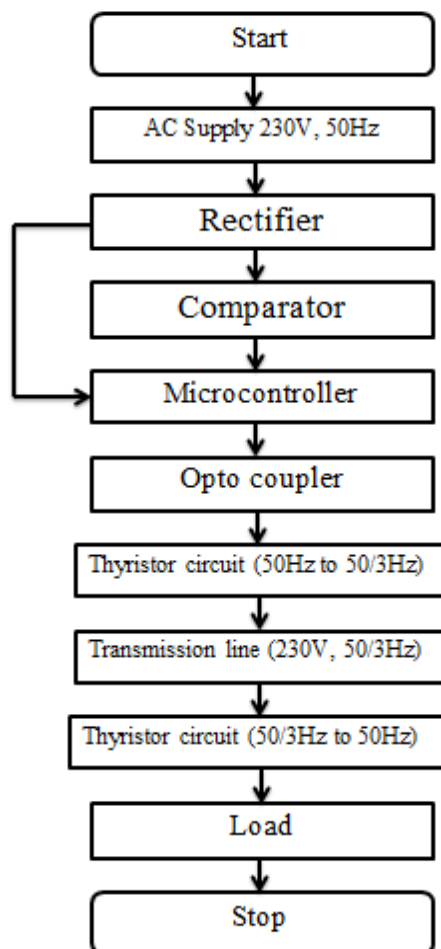 Start
AC Supply 230V, 50Hz
Rectifier
Comparator
Microcontroller
Opto coupler
Thyristor circuit (50Hz to 50/3Hz)
Transmission line (230V, 50/3Hz)
Thyristor circuit (50/3Hz to 50Hz)
Load
Stop